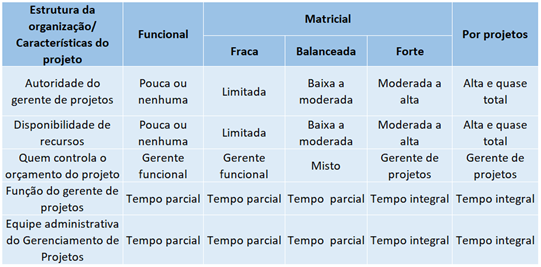 Estrutura da organização/ Características do projeto | Funcional | Matricial | Por projetos
Fraca | Balanceada | Forte
Autoridade do gerente de projetos | Pouca ou nenhuma | Limitada | Baixa a moderada | Moderada a alta | Alta e quase total
Disponibilidade de recursos | Pouca ou nenhuma | Limitada | Baixa a moderada | Moderada a alta | Alta e quase total
Quem controla o orçamento do projeto | Gerente funcional | Gerente funcional | Misto | Gerente de projetos | Gerente de projetos
Função do gerente de projetos | Tempo parcial | Tempo parcial | Tempo parcial | Tempo integral | Tempo integral
Equipe administrativa do Gerenciamento de Projetos | Tempo parcial | Tempo parcial | Tempo parcial | Tempo integral | Tempo integral